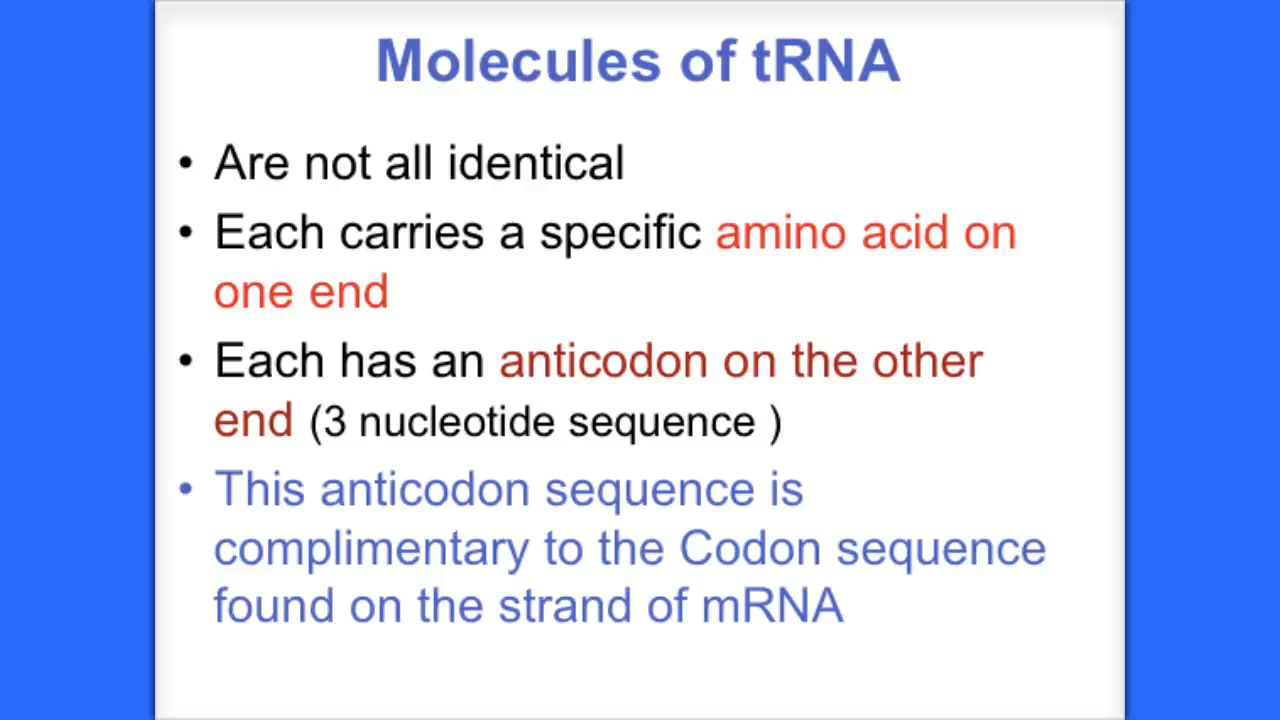 Molecules of tRNA
• Are not all identical
• Each carries a specific amino acid on
one end
• Each has an anticodon on the other
end (3 nucleotide sequence )
• This anticodon sequence is
complimentary to the Codon sequence
found on the strand of mRNA